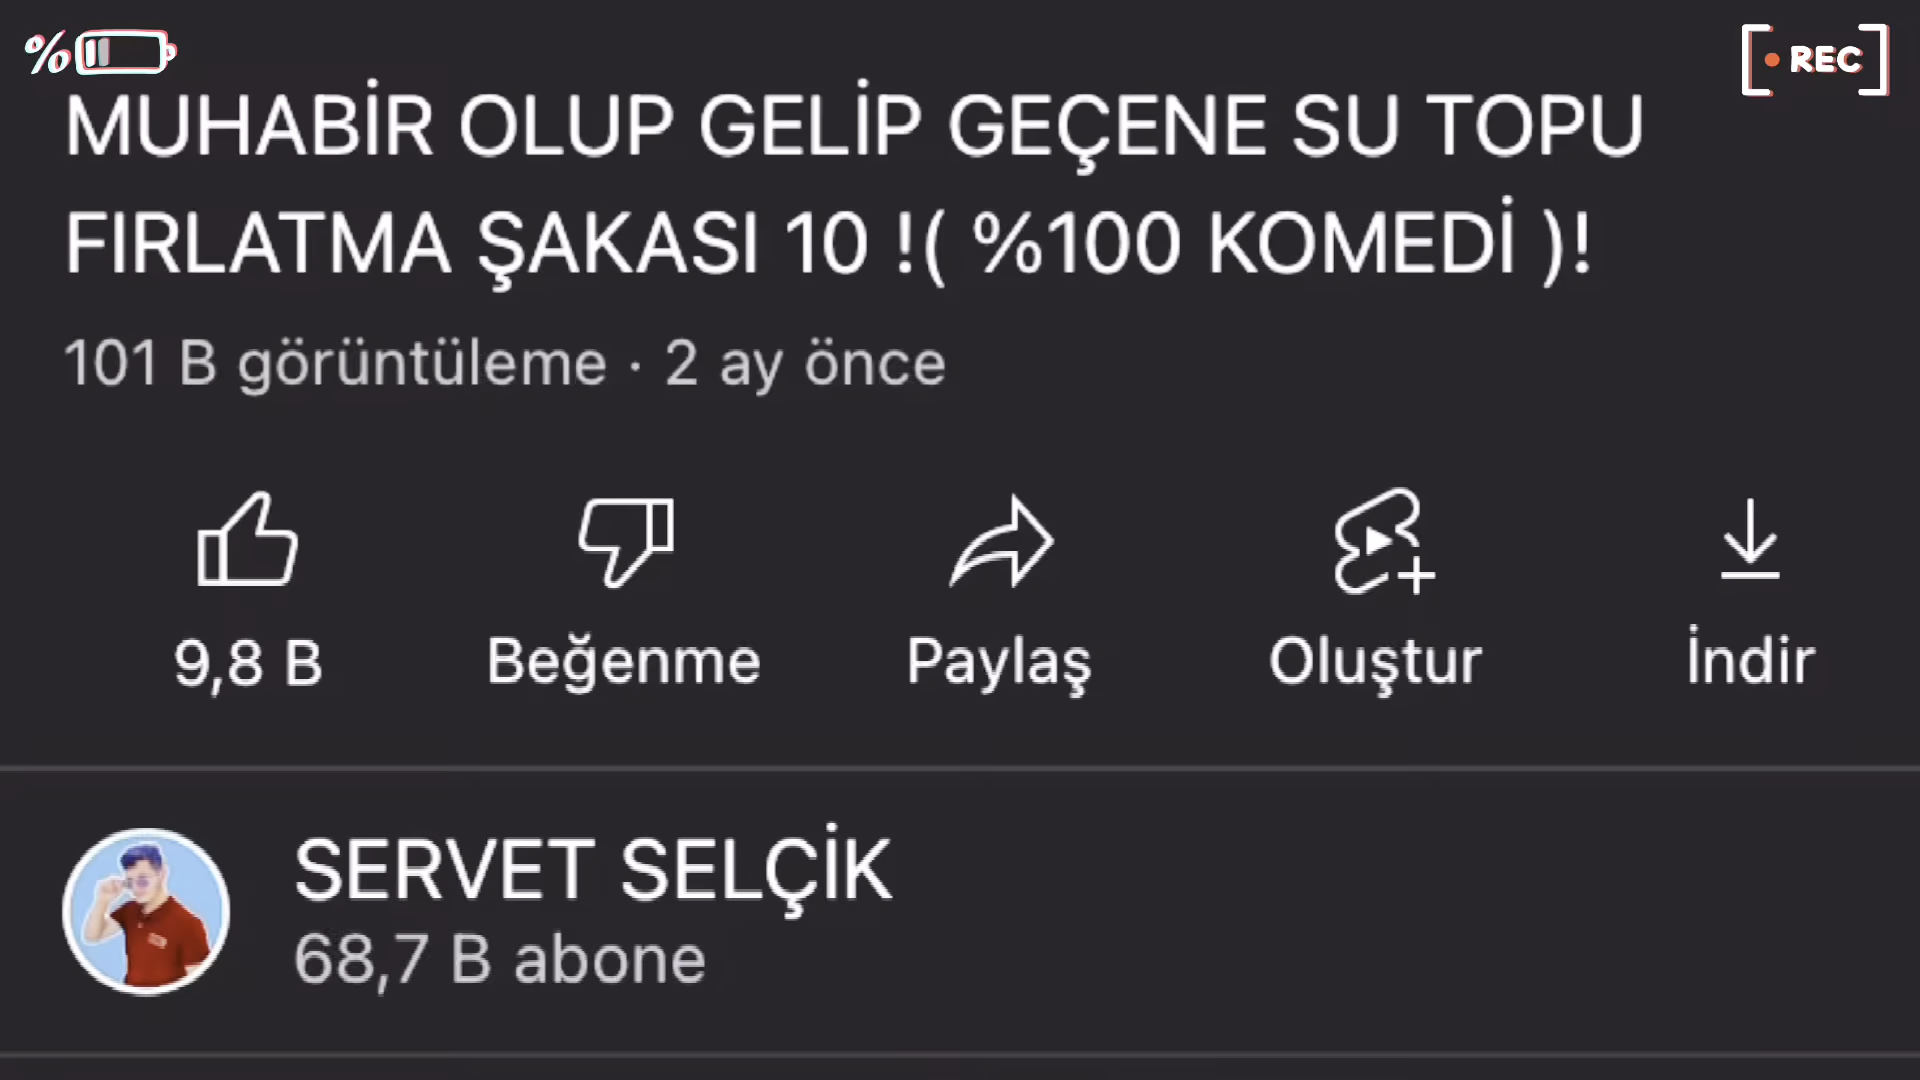 %
REC
MUHABİR OLUP GELİP GEÇENE SU TOPU
FIRLATMA ŞAKASI 10 !( %100 KOMEDİ )!
101 B görüntüleme · 2 ay önce
9,8 B
Beğenme
Paylaş
Oluştur
İndir
SERVET SELÇİK
68,7 B abone